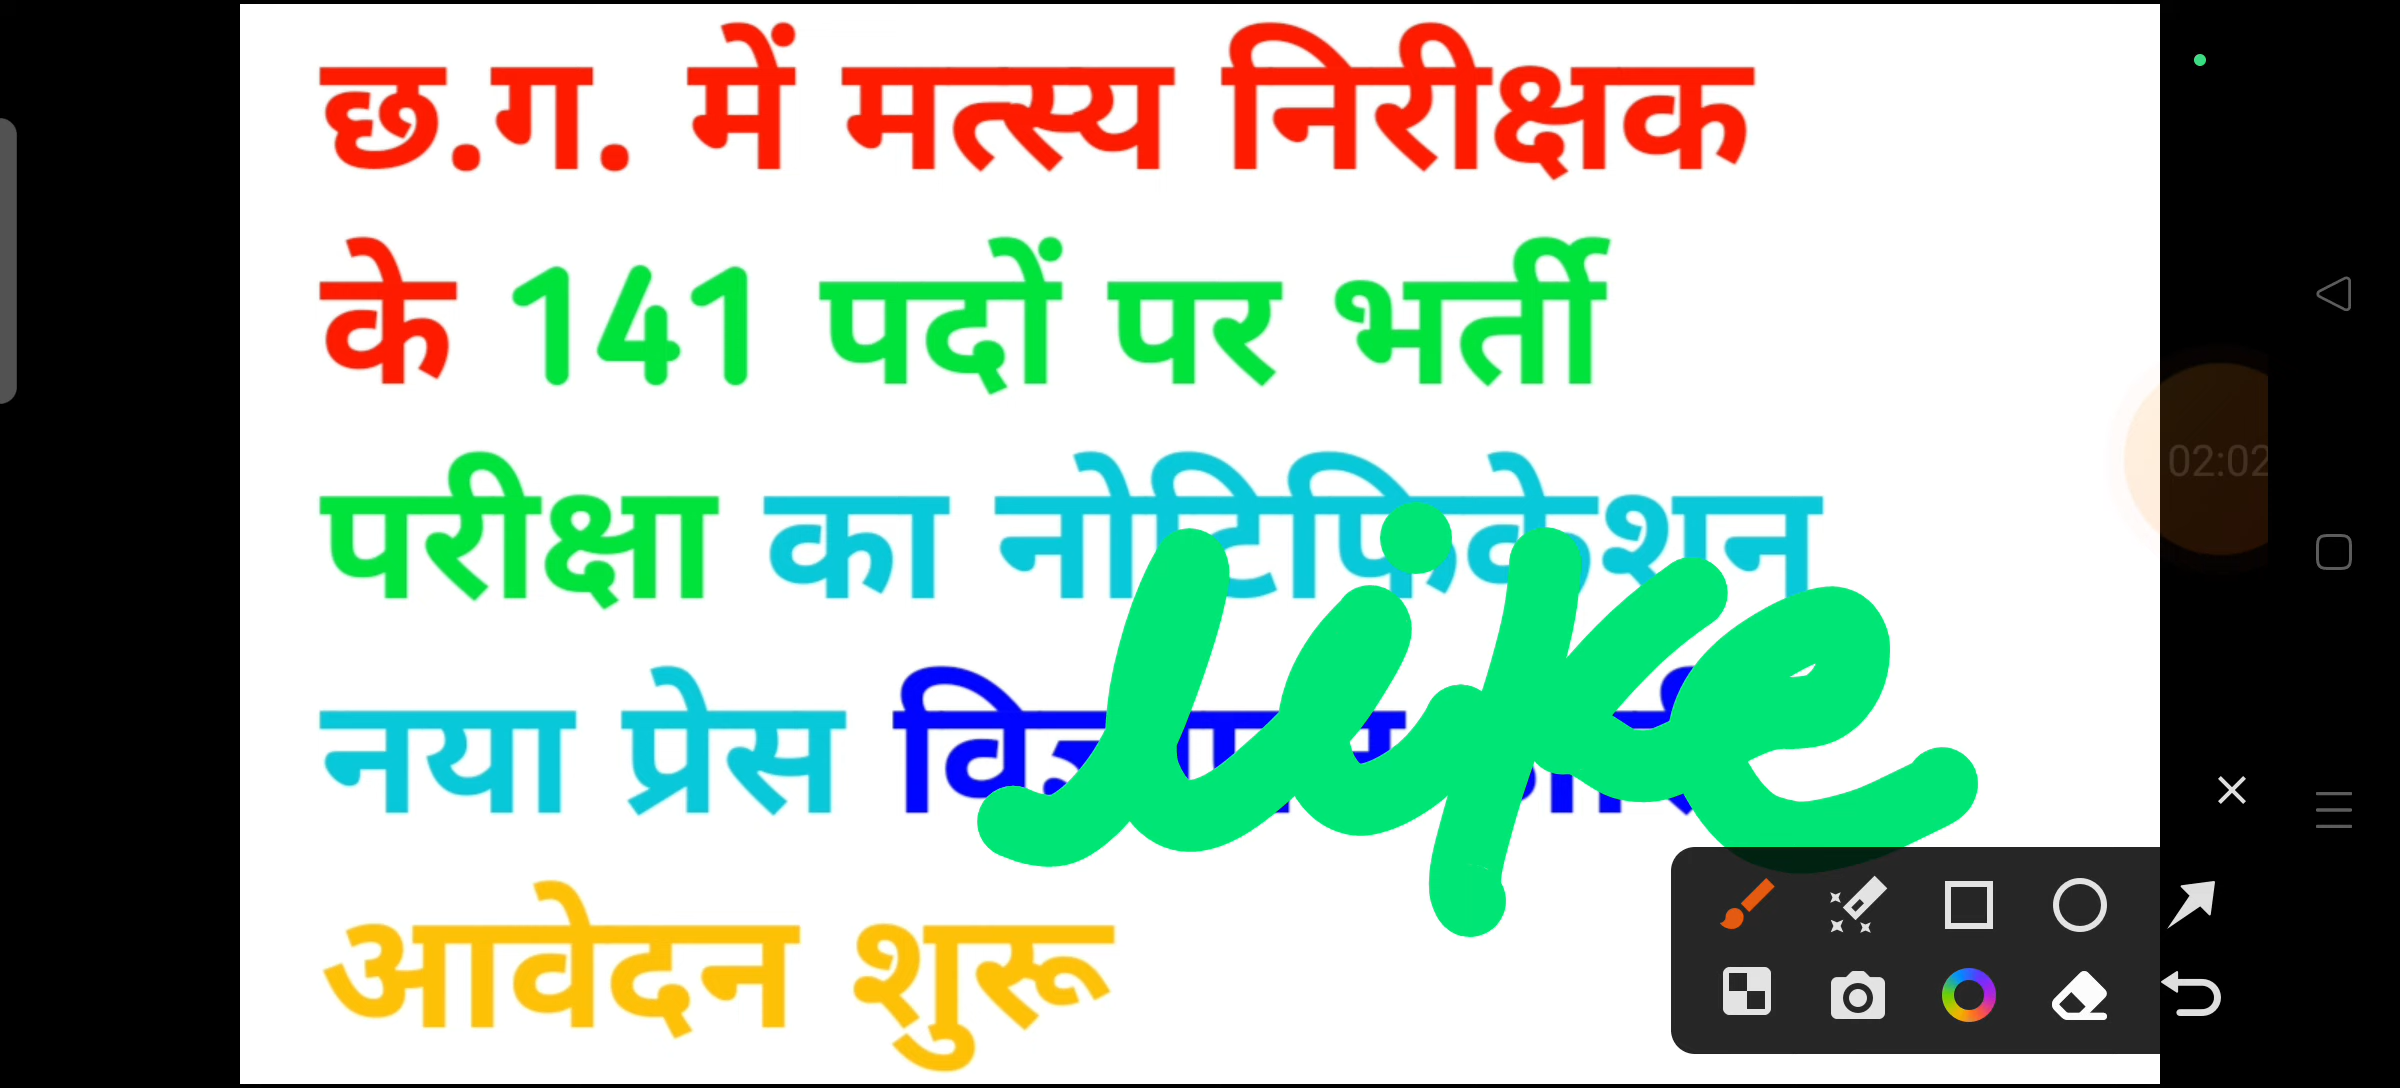 छ.ग. में मत्स्य निरीक्षक
के 141 पदों पर भर्ती
परीक्षा का नोटिफिकेशन
नया प्रेस
like
आवेदन शुरू
02:02